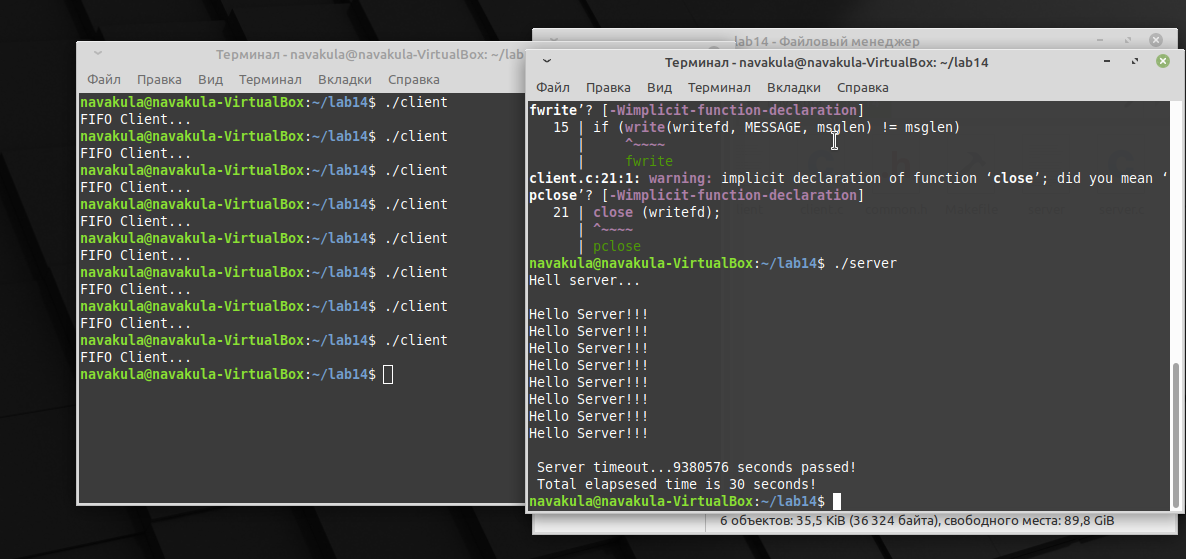 Терминал - navakula@navakula-VirtualBox: ~/lab14
Файл Правка Вид Терминал Вкладки Справка
navakula@navakula-VirtualBox:~/lab14$ ./client
FIFO Client...
navakula@navakula-VirtualBox:~/lab14$ ./client
FIFO Client...
navakula@navakula-VirtualBox:~/lab14$ ./client
FIFO Client...
navakula@navakula-VirtualBox:~/lab14$ ./client
FIFO Client...
navakula@navakula-VirtualBox:~/lab14$ ./client
FIFO Client...
navakula@navakula-VirtualBox:~/lab14$ ./client
FIFO Client...
navakula@navakula-VirtualBox:~/lab14$ ./client
FIFO Client...
navakula@navakula-VirtualBox:~/lab14$ ./client
FIFO Client...
navakula@navakula-VirtualBox:~/lab14$
lab14 - Файловый менеджер
Терминал - navakula@navakula-VirtualBox: ~/lab14
Файл Правка Вид Терминал Вкладки Справка
fwrite’? [-Wimplicit-function-declaration]
   15 | if (write(writefd, MESSAGE, msglen) != msglen)
      |     ^~~~~
      |     fwrite
client.c:21:1: warning: implicit declaration of function ‘close’; did you mean ‘
pclose’? [-Wimplicit-function-declaration]
   21 | close (writefd);
      | ^~~~~
      | pclose
navakula@navakula-VirtualBox:~/lab14$ ./server
Hell server...
Hello Server!!!
Hello Server!!!
Hello Server!!!
Hello Server!!!
Hello Server!!!
Hello Server!!!
Hello Server!!!
Hello Server!!!
 Server timeout...9380576 seconds passed!
 Total elapsesed time is 30 seconds!
navakula@navakula-VirtualBox:~/lab14$
6 объектов: 35,5 KiB (36 324 байта), свободного места: 89,8 GiB